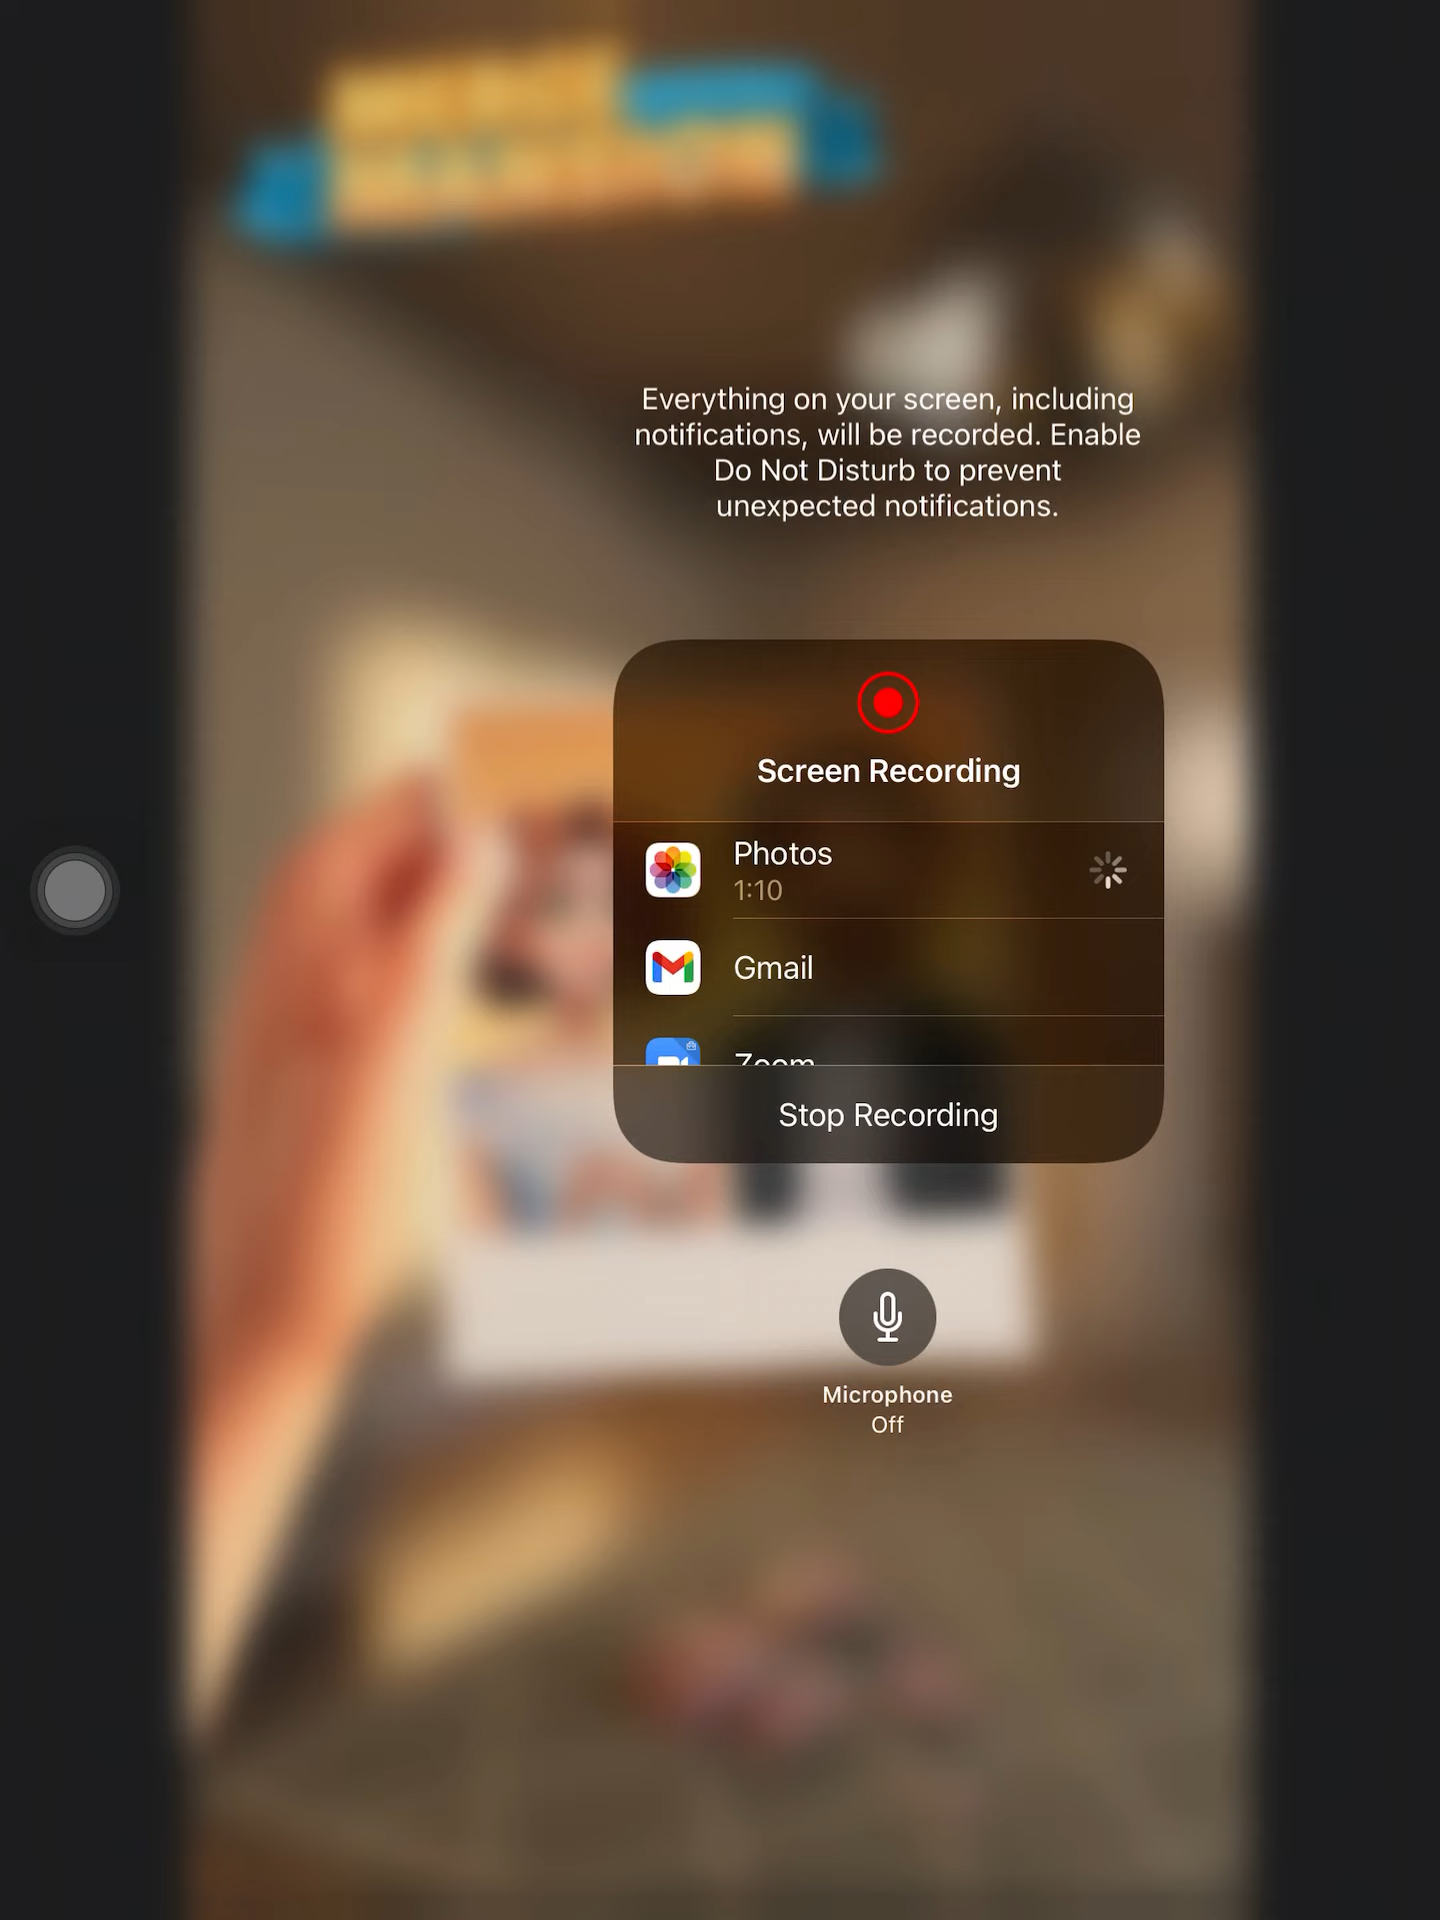 Everything on your screen, including
notifications, will be recorded. Enable
Do Not Disturb to prevent
unexpected notifications.
Screen Recording
Photos
1:10
Gmail
Zoom
Stop Recording
Microphone
Off